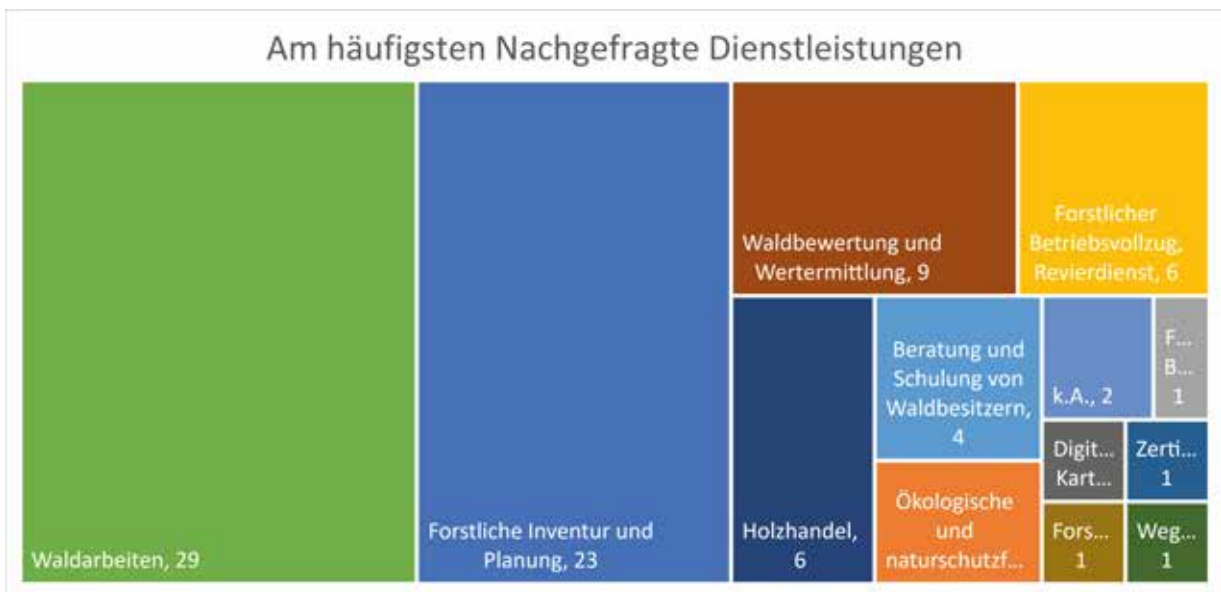 Am häufigsten Nachgefragte Dienstleistungen
Waldarbeiten, 29
Forstliche Inventur und
Planung, 23
Waldbewertung und
Wertermittlung, 9
Forstlicher
Betriebsvollzug,
Revierdienst, 6
Holzhandel,
6
Beratung und
Schulung von
Waldbesitzern,
4
Ökologische
und
naturschutzf...
k.A., 2
F...
B...
1
Digit...
Kart...
Zerti...
1
Fors...
1
Weg...
1